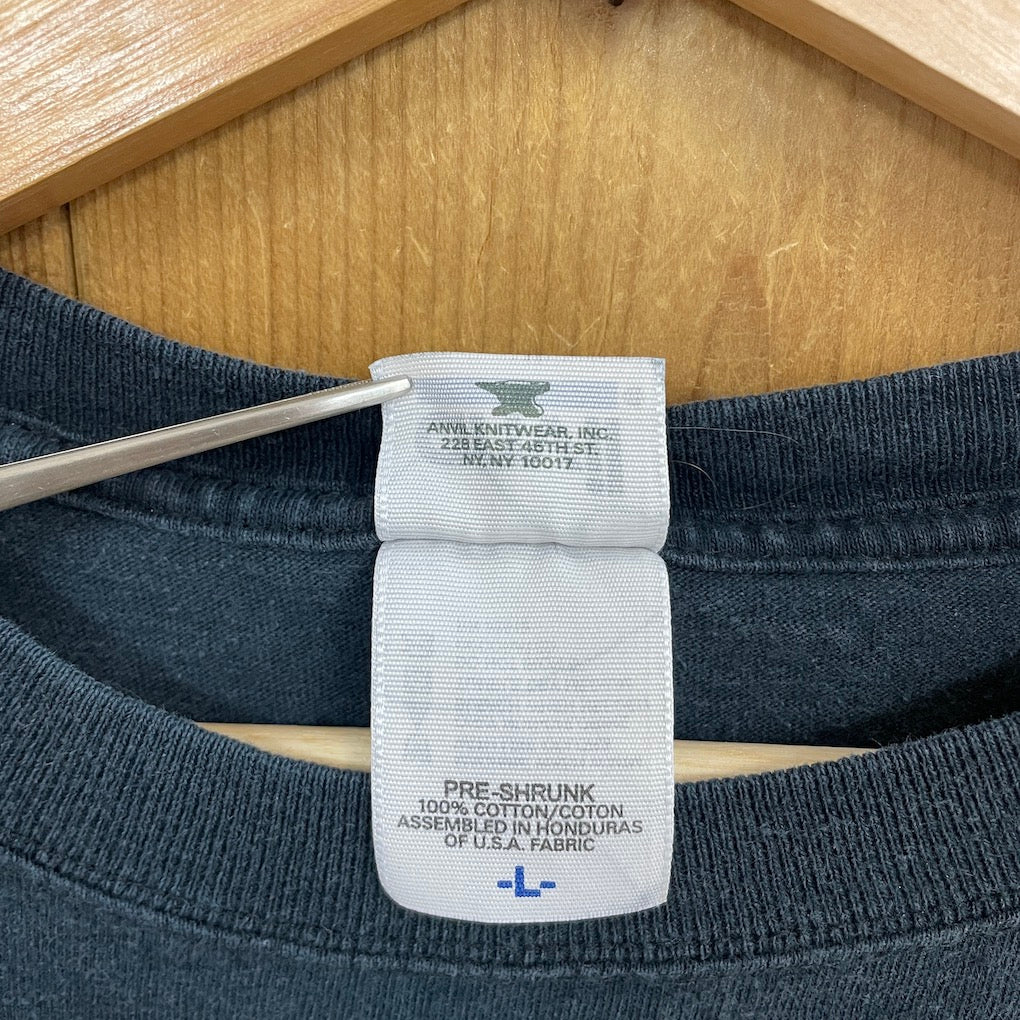 ANVIL KNITWEAR, INC.
228 EAST 45TH ST.
NY, NY 10017
PRE-SHRUNK
100% COTTON/COTON
ASSEMBLED IN HONDURAS
OF U.S.A. FABRIC
-L-